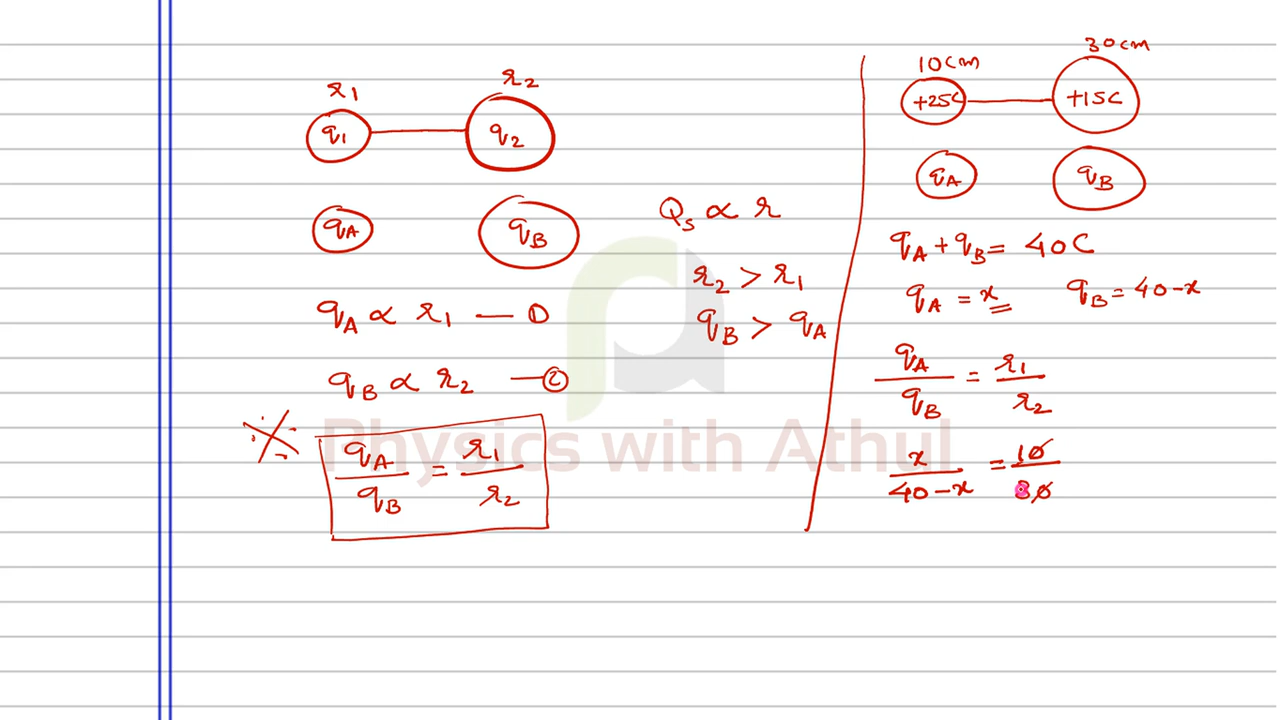 r₁ r₂
q₁ q₂
qA qB
Qs ∝ r
r₂ > r₁
qB > qA
qA ∝ r₁ — ①
qB ∝ r₂ — ②
qA/qB = r₁/r₂
10cm 30cm
+25C +15C
qA qB
qA + qB = 40C
qA = x qB = 40-x
qA/qB = r₁/r₂
x/40-x = 10/30
Physics with Athul